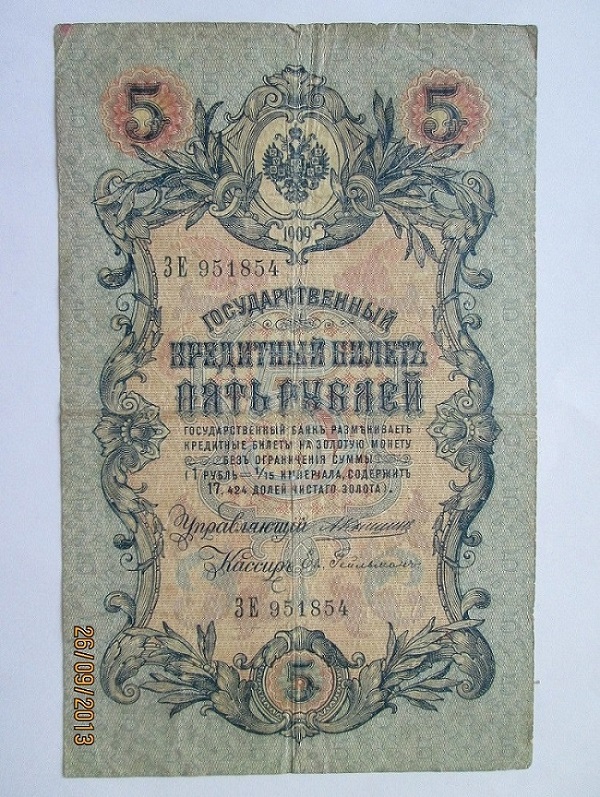 5 5
1909
ЗЕ 951854
ГОСУДАРСТВЕННЫЙ
КРЕДИТНЫЙ БИЛЕТЪ
ПЯТЬ РУБЛЕЙ
ГОСУДАРСТВЕННЫЙ БАНКЪ РАЗМѢНИВАЕТЪ
КРЕДИТНЫЕ БИЛЕТЫ НА ЗОЛОТУЮ МОНЕТУ
БЕЗЪ ОГРАНИЧЕНІЯ СУММЫ
(1 РУБЛЬ = 1/15 ИМПЕРІАЛА, СОДЕРЖИТЪ
17,424 ДОЛЕЙ ЧИСТАГО ЗОЛОТА).
Управляющій
Кассиръ
ЗЕ 951854
5
26/09/2013